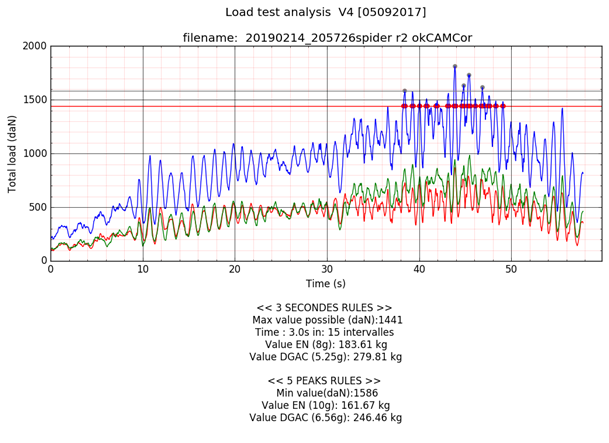 Load test analysis  V4 [05092017]
filename:  20190214_205726spider r2 okCAMCor
2000
1500
1000
500
0
Total load (daN)
0 10 20 30 40 50
Time (s)
<< 3 SECONDES RULES >>
Max value possible (daN):1441
Time : 3.0s in: 15 intervalles
Value EN (8g): 183.61 kg
Value DGAC (5.25g): 279.81 kg
<< 5 PEAKS RULES >>
Min value(daN):1586
Value EN (10g): 161.67 kg
Value DGAC (6.56g): 246.46 kg